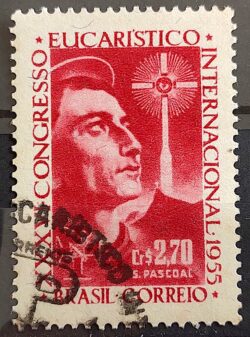 XXXVI CONGRESSO EUCARÍSTICO INTERNACIONAL · 1955
Cr$ 2,70
S. PASCOAL
BRASIL · CORREIO